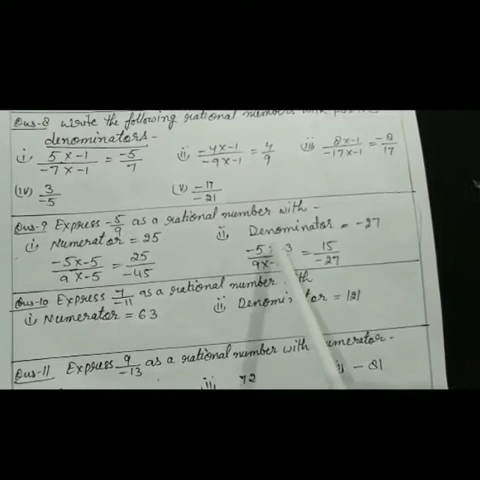 Ques-8 Write the following rational numbers with
denominators -
i) 5×-1/-7×-1 = -5/7 ii) -4×-1/-9×-1 = 4/9 iii) 8×-1/-17×-1 = -8/17
(iv) 3/-5 (v) -17/-21
Ques-9 Express -5/9 as a rational number with -
i) Numerator = 25 ii) Denominator = -27
-5×-5/9×-5 = 25/-45 -5 3/9× = 15/-27
Ques-10 Express 7/-11 as a rational number
i) Numerator = 63 ii) Denominator = 121
Ques-11 Express 9/-13 as a rational number with numerator -
ii) 72 -81